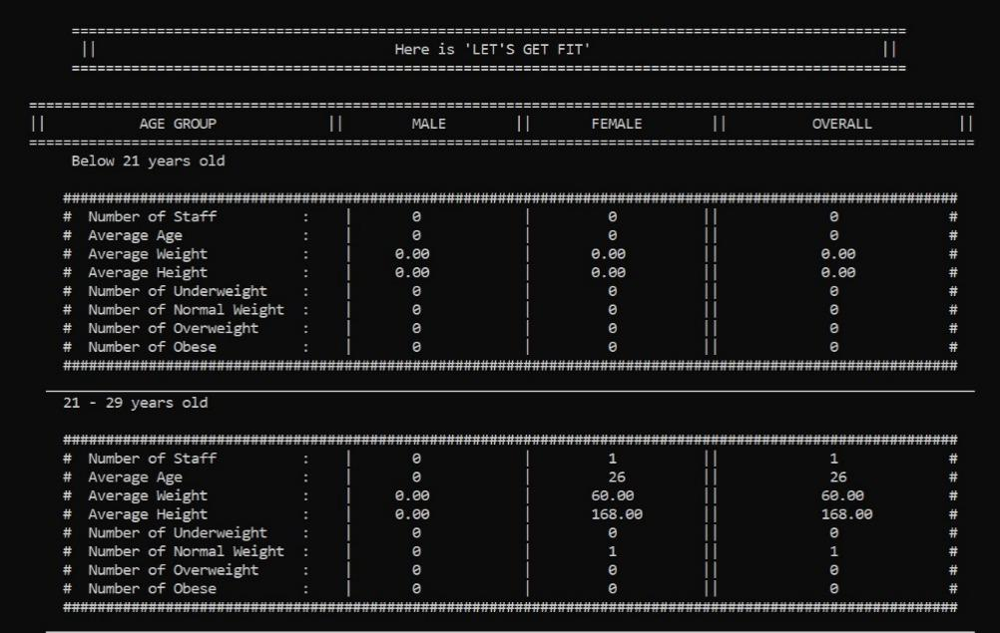 ==================================================================================================
|| Here is 'LET'S GET FIT' ||
==================================================================================================
===============================================================================================================
|| AGE GROUP || MALE || FEMALE || OVERALL ||
===============================================================================================================
Below 21 years old
#########################################################################################################
# Number of Staff : | 0 | 0 || 0 #
# Average Age : | 0 | 0 || 0 #
# Average Weight : | 0.00 | 0.00 || 0.00 #
# Average Height : | 0.00 | 0.00 || 0.00 #
# Number of Underweight : | 0 | 0 || 0 #
# Number of Normal Weight : | 0 | 0 || 0 #
# Number of Overweight : | 0 | 0 || 0 #
# Number of Obese : | 0 | 0 || 0 #
#########################################################################################################
21 - 29 years old
#########################################################################################################
# Number of Staff : | 0 | 1 || 1 #
# Average Age : | 0 | 26 || 26 #
# Average Weight : | 0.00 | 60.00 || 60.00 #
# Average Height : | 0.00 | 168.00 || 168.00 #
# Number of Underweight : | 0 | 0 || 0 #
# Number of Normal Weight : | 0 | 1 || 1 #
# Number of Overweight : | 0 | 0 || 0 #
# Number of Obese : | 0 | 0 || 0 #
#########################################################################################################